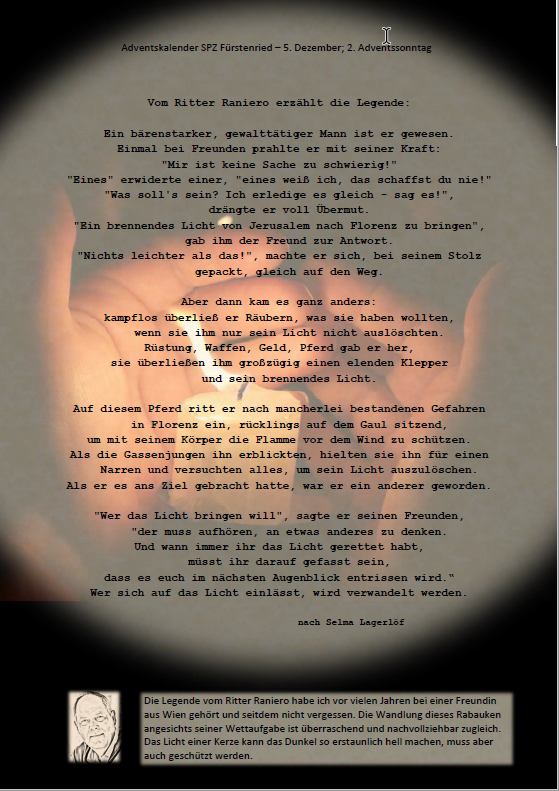 Adventskalender SPZ Fürstenried – 5. Dezember; 2. Adventssonntag
Vom Ritter Raniero erzählt die Legende:
Ein bärenstarker, gewalttätiger Mann ist er gewesen.
Einmal bei Freunden prahlte er mit seiner Kraft:
"Mir ist keine Sache zu schwierig!"
"Eines" erwiderte einer, "eines weiß ich, das schaffst du nie!"
"Was soll's sein? Ich erledige es gleich - sag es!",
drängte er voll Übermut.
"Ein brennendes Licht von Jerusalem nach Florenz zu bringen",
gab ihm der Freund zur Antwort.
"Nichts leichter als das!", machte er sich, bei seinem Stolz
gepackt, gleich auf den Weg.
Aber dann kam es ganz anders:
kampflos überließ er Räubern, was sie haben wollten,
wenn sie ihm nur sein Licht nicht auslöschten.
Rüstung, Waffen, Geld, Pferd gab er her,
sie überließen ihm großzügig einen elenden Klepper
und sein brennendes Licht.
Auf diesem Pferd ritt er nach mancherlei bestandenen Gefahren
in Florenz ein, rücklings auf dem Gaul sitzend,
um mit seinem Körper die Flamme vor dem Wind zu schützen.
Als die Gassenjungen ihn erblickten, hielten sie ihn für einen
Narren und versuchten alles, um sein Licht auszulöschen.
Als er es ans Ziel gebracht hatte, war er ein anderer geworden.
"Wer das Licht bringen will", sagte er seinen Freunden,
"der muss aufhören, an etwas anderes zu denken.
Und wann immer ihr das Licht gerettet habt,
müsst ihr darauf gefasst sein,
dass es euch im nächsten Augenblick entrissen wird.“
Wer sich auf das Licht einlässt, wird verwandelt werden.
nach Selma Lagerlöf
Die Legende vom Ritter Raniero habe ich vor vielen Jahren bei einer Freundin
aus Wien gehört und seitdem nicht vergessen. Die Wandlung dieses Rabauken
angesichts seiner Wettaufgabe ist überraschend und nachvollziehbar zugleich.
Das Licht einer Kerze kann das Dunkel so erstaunlich hell machen, muss aber
auch geschützt werden.